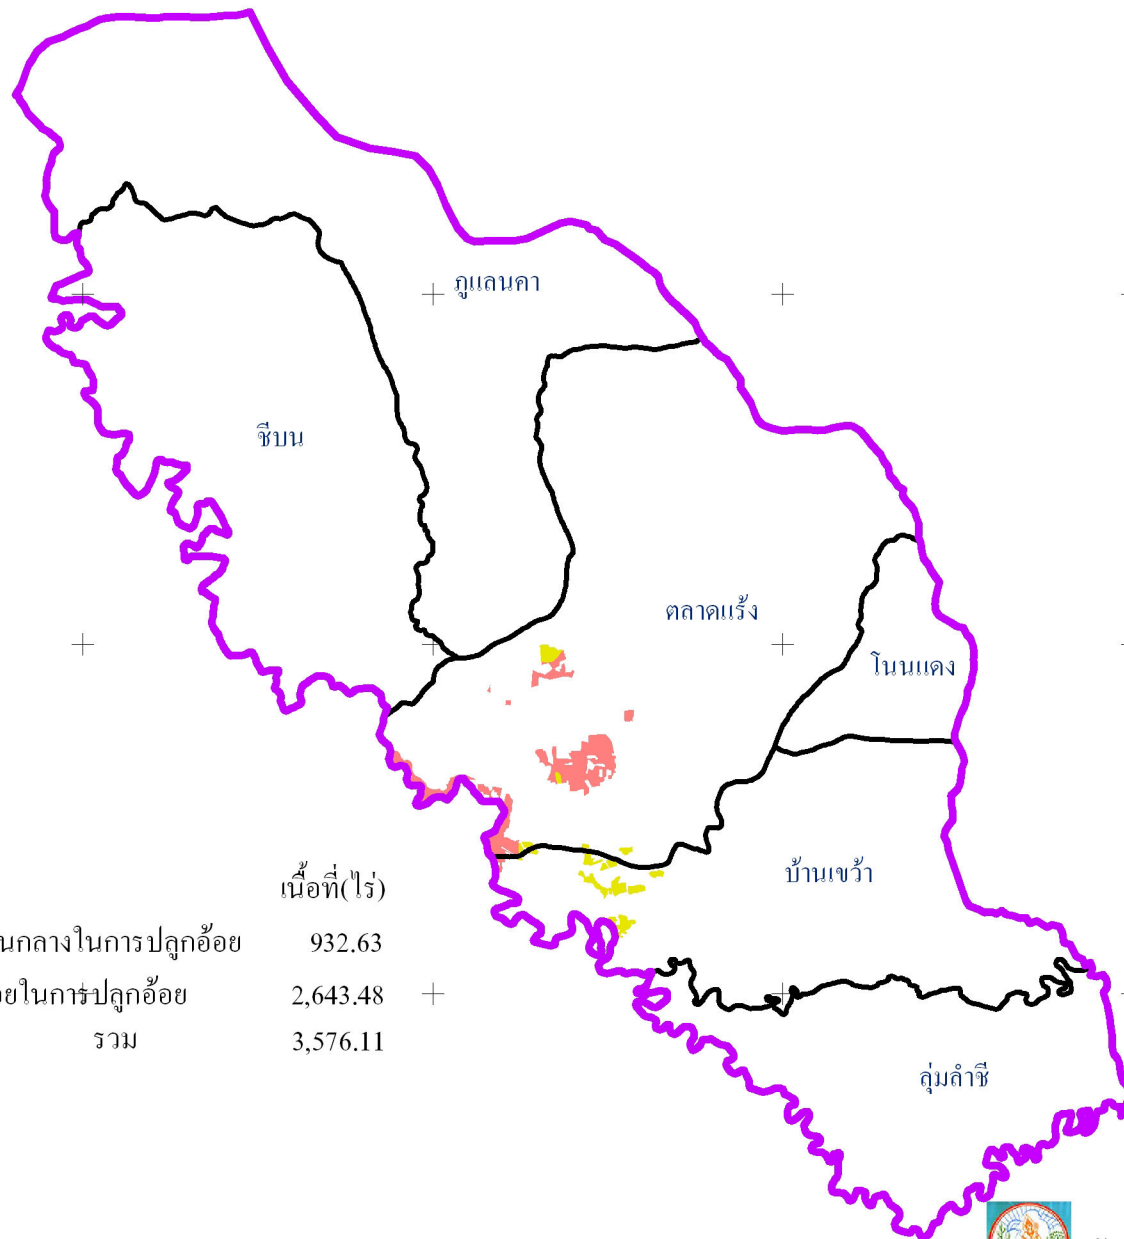 ภูแลนคา
ชีบน
ตลาดแร้ง
โนนแดง
บ้านเขว้า
เนื้อที่(ไร่)
นกลางในการปลูกอ้อย 932.63
อยในการปลูกอ้อย 2,643.48
รวม 3,576.11
ลุ่มลำชี